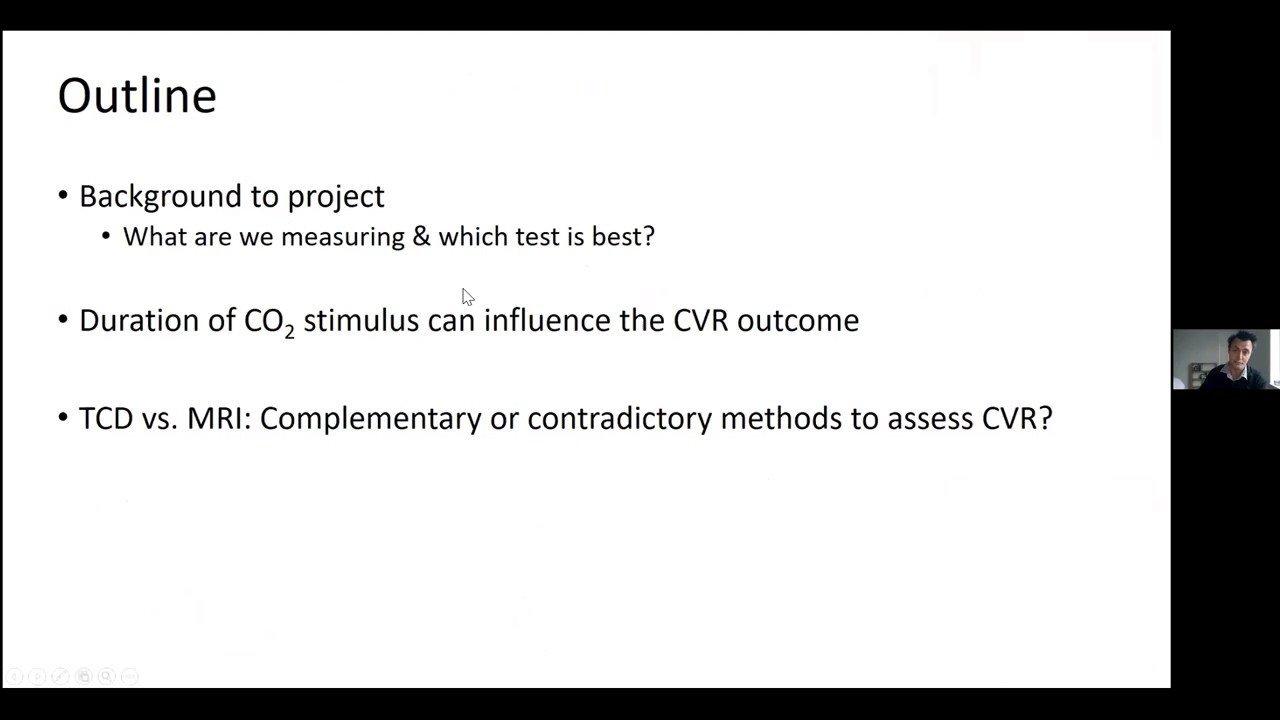 Outline
• Background to project
• What are we measuring & which test is best?
• Duration of CO₂ stimulus can influence the CVR outcome
• TCD vs. MRI: Complementary or contradictory methods to assess CVR?